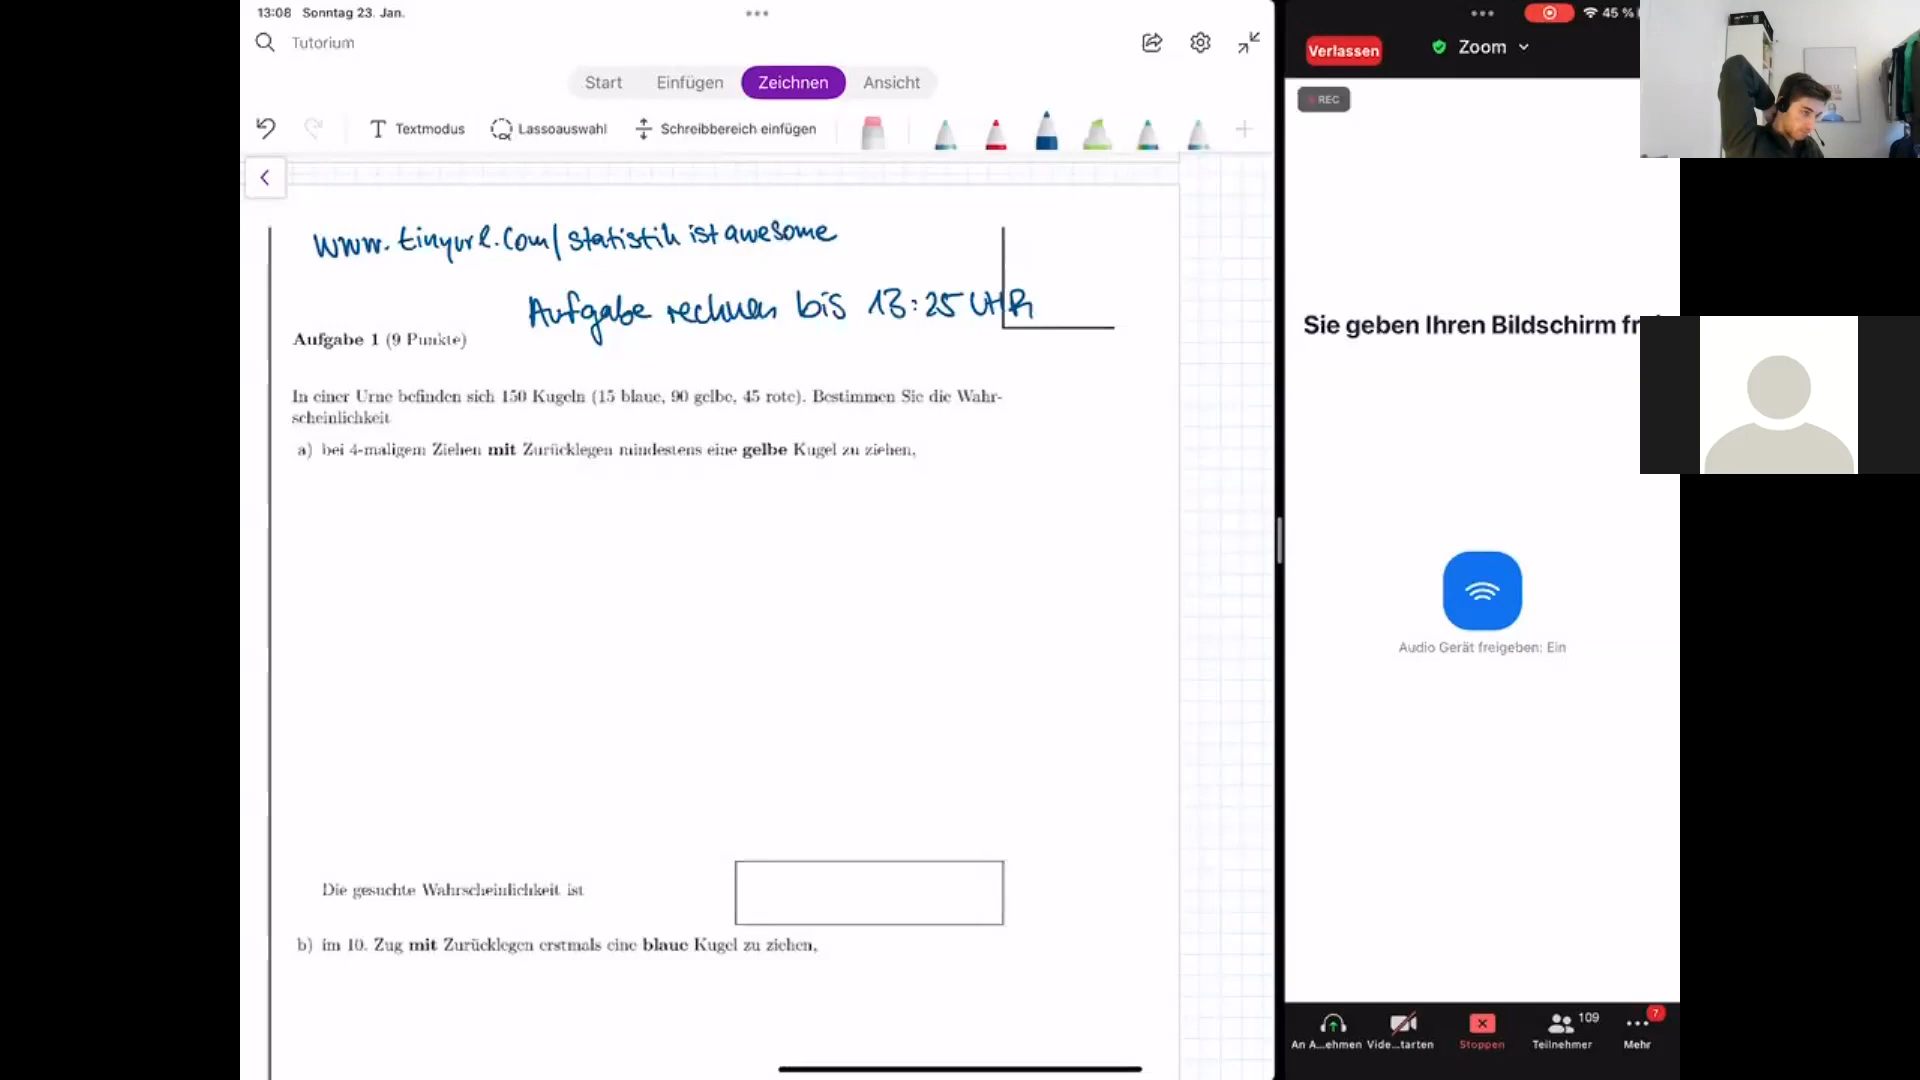 13:08 Sonntag 23. Jan.
Tutorium
Start Einfügen Zeichnen Ansicht
Textmodus Lassoauswahl Schreibbereich einfügen
www.tinyurl.com/statistikistawesome
Aufgabe rechnen bis 13:25 UHR
Aufgabe 1 (9 Punkte)
In einer Urne befinden sich 150 Kugeln (15 blaue, 90 gelbe, 45 rote). Bestimmen Sie die Wahr-
scheinlichkeit
a) bei 4-maligem Ziehen mit Zurücklegen mindestens eine gelbe Kugel zu ziehen,
Die gesuchte Wahrscheinlichkeit ist
b) im 10. Zug mit Zurücklegen erstmals eine blaue Kugel zu ziehen,
45 %
Verlassen Zoom
REC
Sie geben Ihren Bildschirm
Audio Gerät freigeben: Ein
109 7
An A...ehmen Vide...tarten Stoppen Teilnehmer Mehr